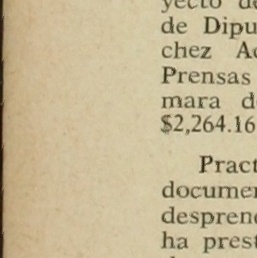 yecto de
de Dipu
chez Ac
Prensas
mara d
$2,264.16
Pract
documen
despren
ha prest